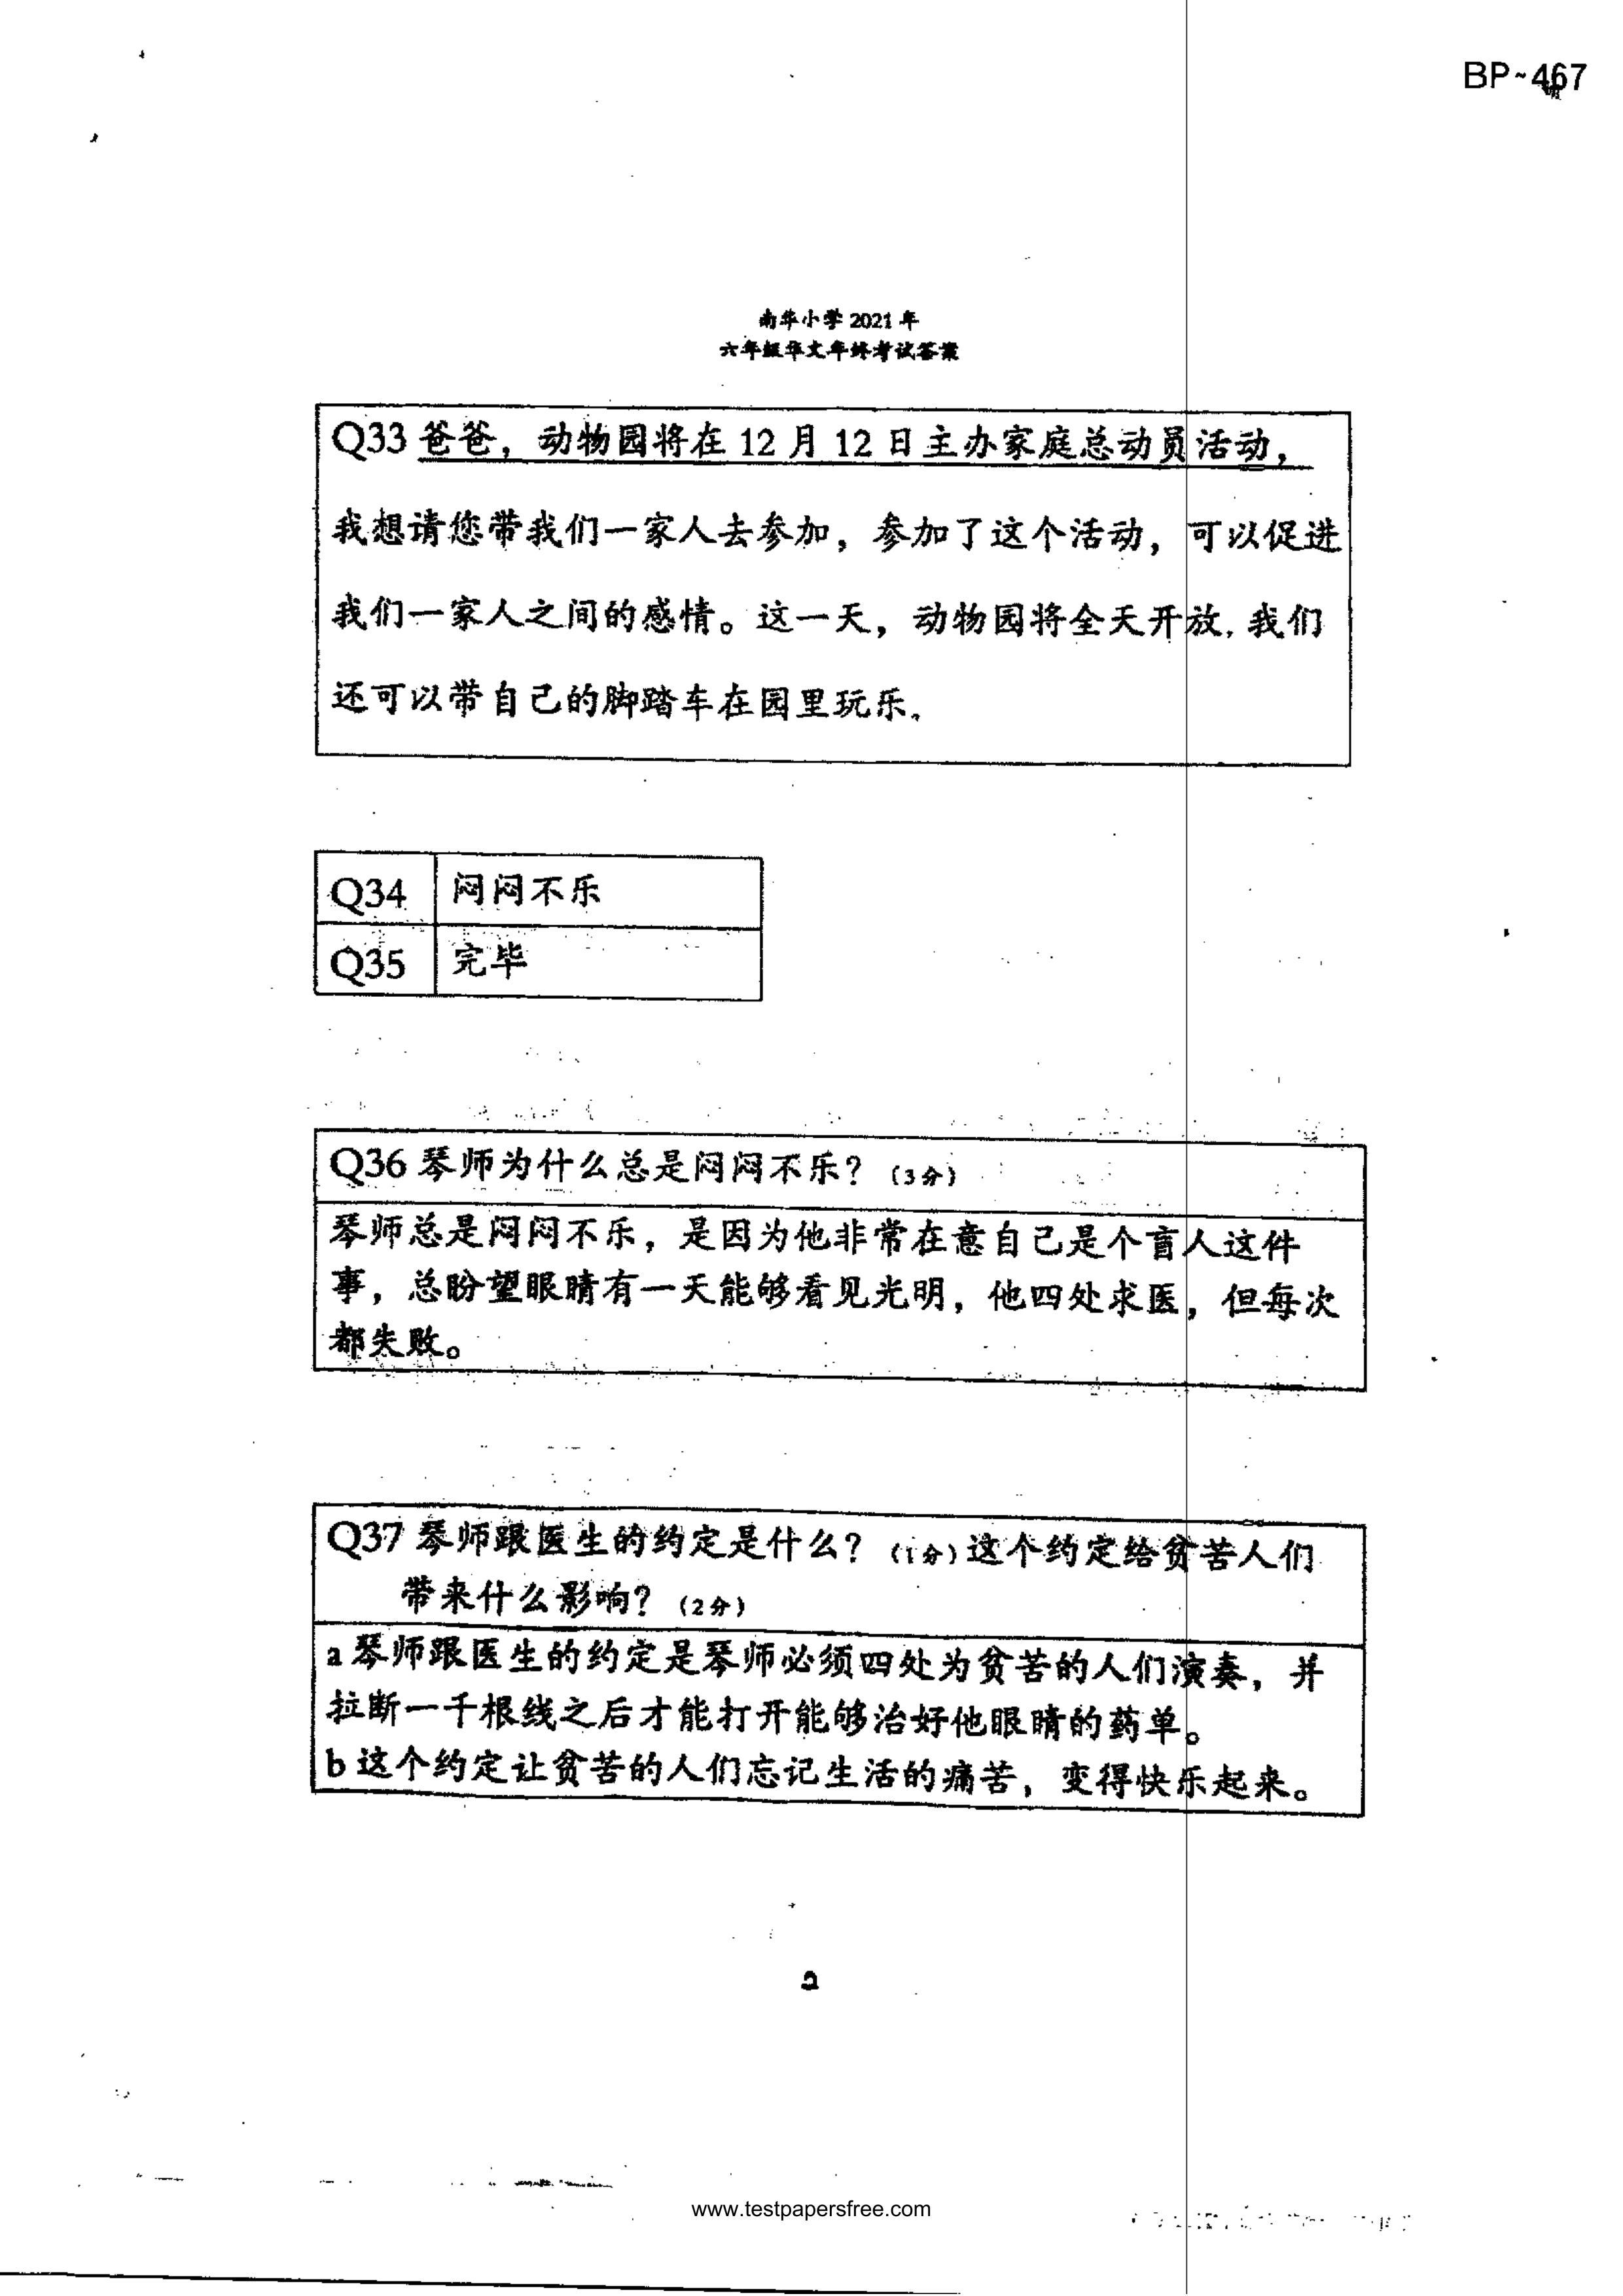 BP~467
南华小学 2021 年
六年级华文年终考试答案
Q33 爸爸，动物园将在 12 月 12 日主办家庭总动员活动，
我想请您带我们一家人去参加，参加了这个活动，可以促进
我们一家人之间的感情。这一天，动物园将全天开放，我们
还可以带自己的脚踏车在园里玩乐。
Q34 闷闷不乐
Q35 完毕
Q36 琴师为什么总是闷闷不乐？（3分）
琴师总是闷闷不乐，是因为他非常在意自己是个盲人这件
事，总盼望眼睛有一天能够看见光明，他四处求医，但每次
都失败。
Q37 琴师跟医生的约定是什么？（1分）这个约定给贫苦人们
带来什么影响？（2分）
a 琴师跟医生的约定是琴师必须四处为贫苦的人们演奏，并
拉断一千根线之后才能打开能够治好他眼睛的药单。
b 这个约定让贫苦的人们忘记生活的痛苦，变得快乐起来。
2
www.testpapersfree.com